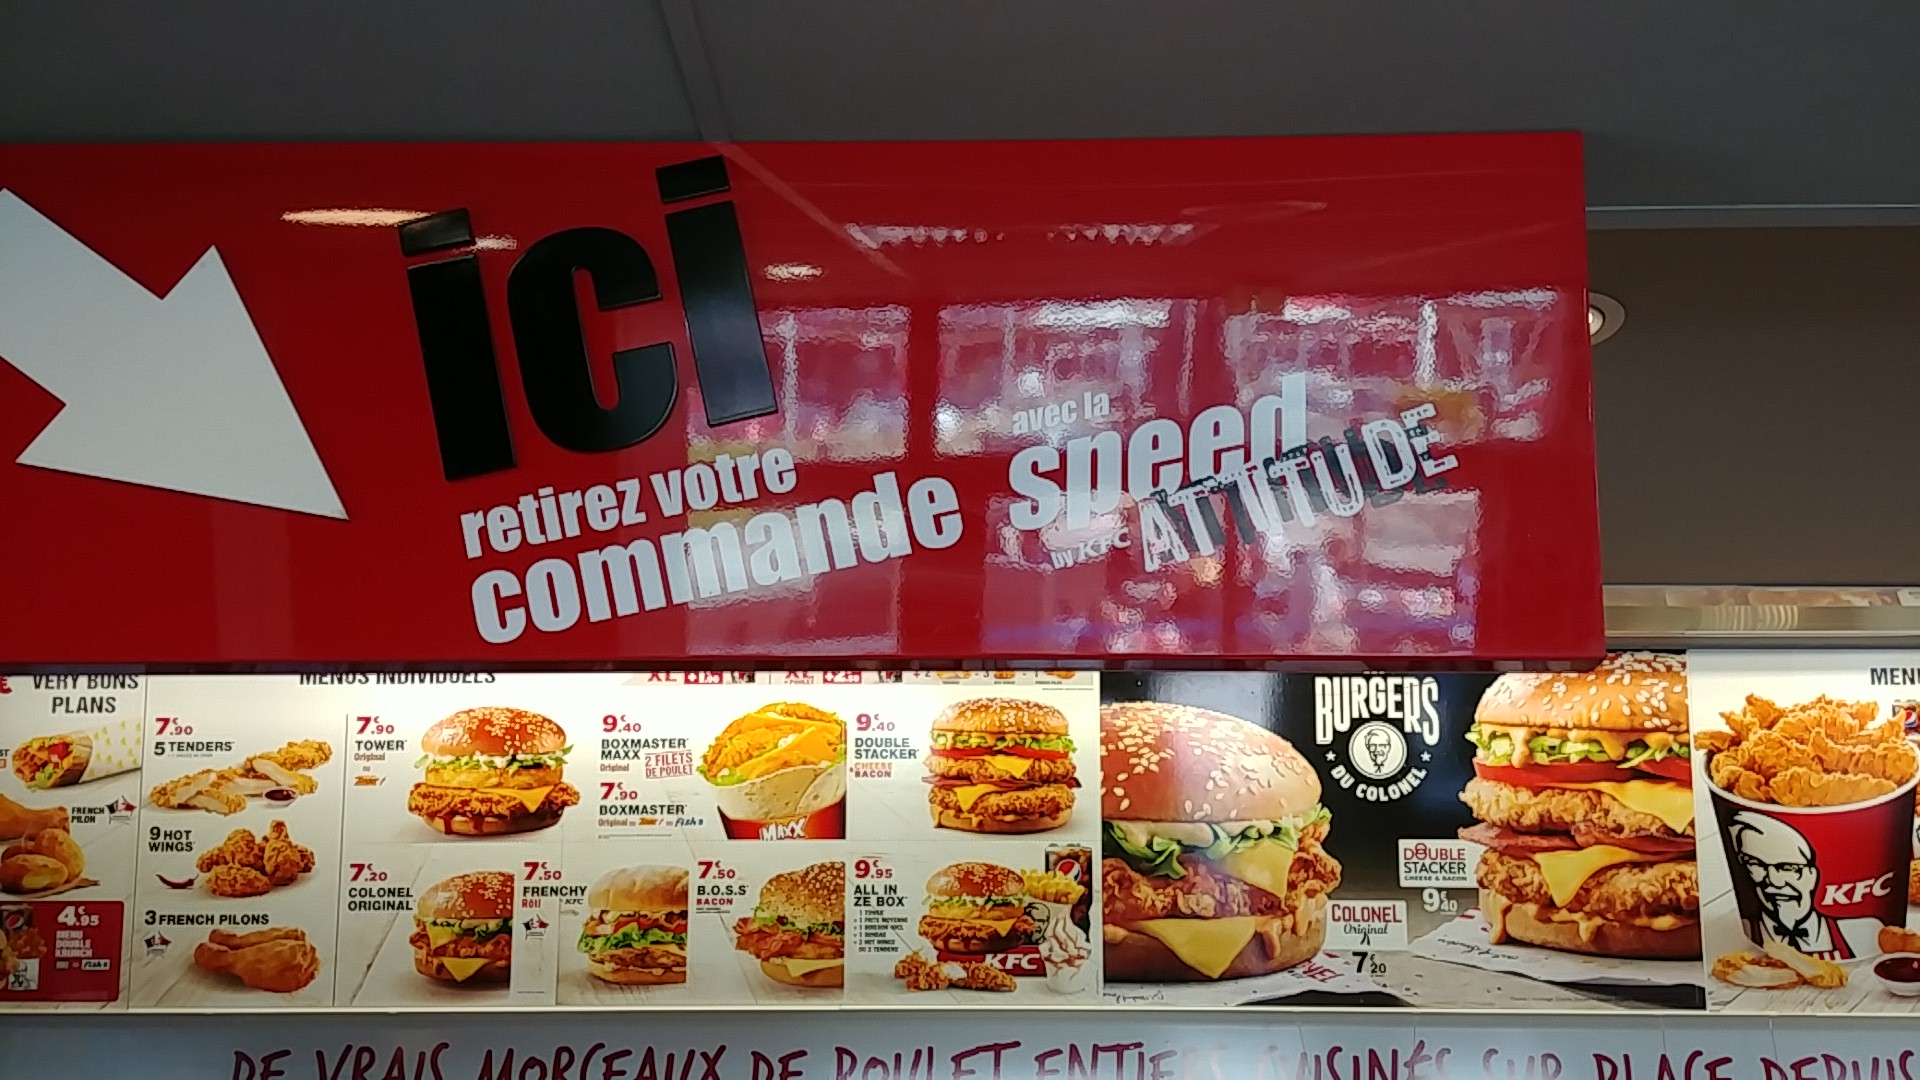 ici
retirez votre
commande
avec la
speed
by KFC ATTITUDE
VERY BONS
PLANS
FRENCH
PILON
4€95
MENU
DOUBLE
KRUNCH
7€90
5 TENDERS
9 HOT
WINGS
3 FRENCH PILONS
MENUS INDIVIDUELS
7€90
TOWER
Original
ou
7€20
COLONEL
ORIGINAL
9€40
BOXMASTER
MAXX
Original
2 FILETS
DE POULET
7€90
BOXMASTER
MAXX
7€50
FRENCHY
Roll
7€50
B.O.S.S
BACON
9€40
DOUBLE
STACKER
CHEESE
BACON
9€95
ALL IN
ZE BOX
KFC
BURGERS
DU COLONEL
DOUBLE
STACKER
CHEESE & BACON
9€40
COLONEL
Original
7€20
MENU
KFC
DE VRAIS MORCEAUX DE POULET ENTIERS CUISINÉS SUR PLACE DEPUIS